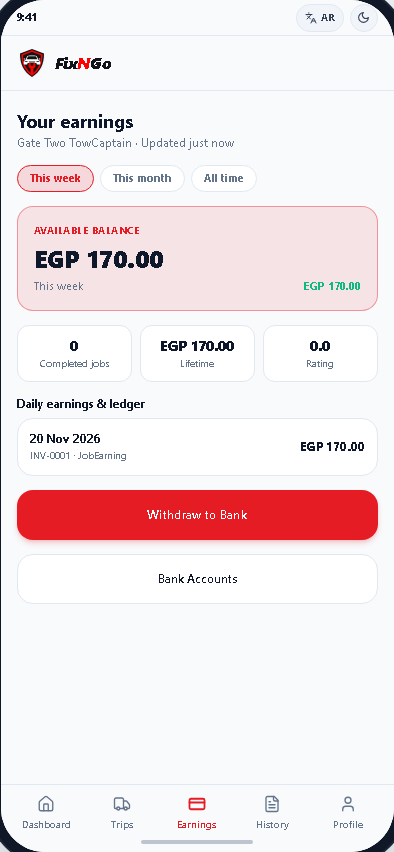 9:41
AR
FixNGo
Your earnings
Gate Two TowCaptain · Updated just now
This week
This month
All time
AVAILABLE BALANCE
EGP 170.00
This week
EGP 170.00
0
Completed jobs
EGP 170.00
Lifetime
0.0
Rating
Daily earnings & ledger
20 Nov 2026
INV-0001 · JobEarning
EGP 170.00
Withdraw to Bank
Bank Accounts
Dashboard
Trips
Earnings
History
Profile